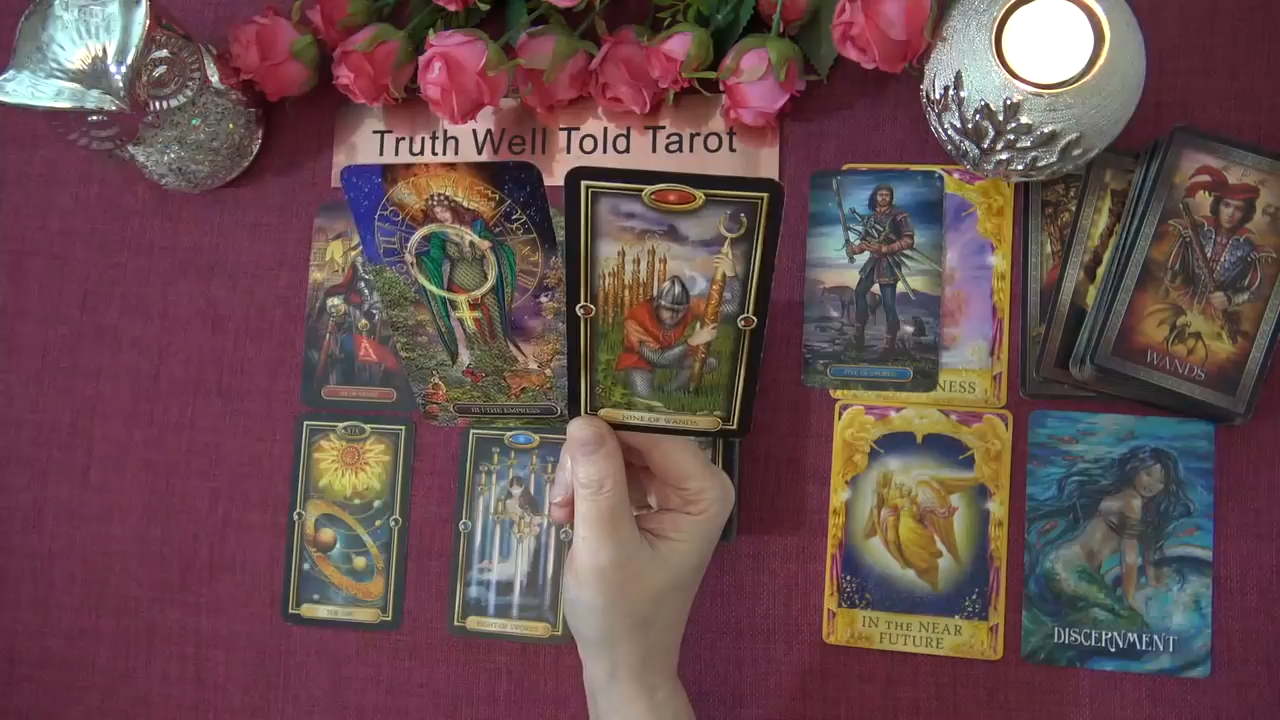 Truth Well Told Tarot
III | THE EMPRESS
NINE OF WANDS
FIVE OF SWORDS
NESS
WANDS
XIX
THE SUN
EIGHT OF SWORDS
IN THE NEAR
FUTURE
DISCERNMENT